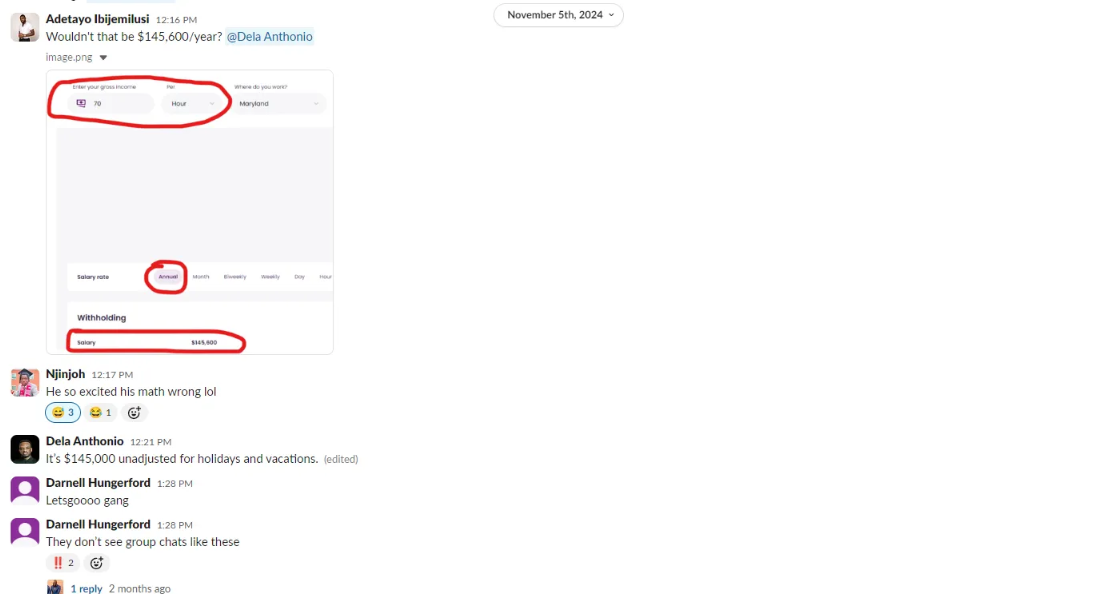 November 5th, 2024
Adetayo Ibijemilusi 12:16 PM
Wouldn't that be $145,600/year? @Dela Anthonio
image.png
Enter your gross income Per Where do you work?
70 Hour Maryland
Salary rate Annual Month Biweekly Weekly Day Hour
Withholding
Salary $145,600
Njinjoh 12:17 PM
He so excited his math wrong lol
3 1
Dela Anthonio 12:21 PM
It's $145,000 unadjusted for holidays and vacations. (edited)
Darnell Hungerford 1:28 PM
Letsgoooo gang
Darnell Hungerford 1:28 PM
They don't see group chats like these
2
1 reply 2 months ago